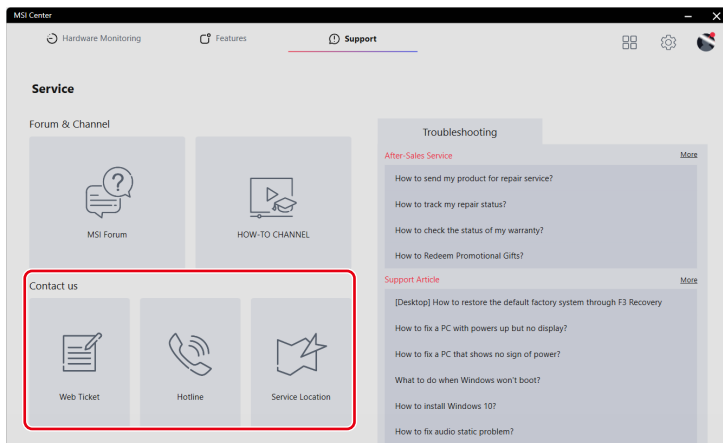 MSI Center
Hardware Monitoring
Features
Support
Service
Forum & Channel
MSI Forum
HOW-TO CHANNEL
Contact us
Web Ticket
Hotline
Service Location
Troubleshooting
After-Sales Service
More
How to send my product for repair service?
How to track my repair status?
How to check the status of my warranty?
How to Redeem Promotional Gifts?
Support Article
More
[Desktop] How to restore the default factory system through F3 Recovery
How to fix a PC with powers up but no display?
How to fix a PC that shows no sign of power?
What to do when Windows won't boot?
How to install Windows 10?
How to fix audio static problem?